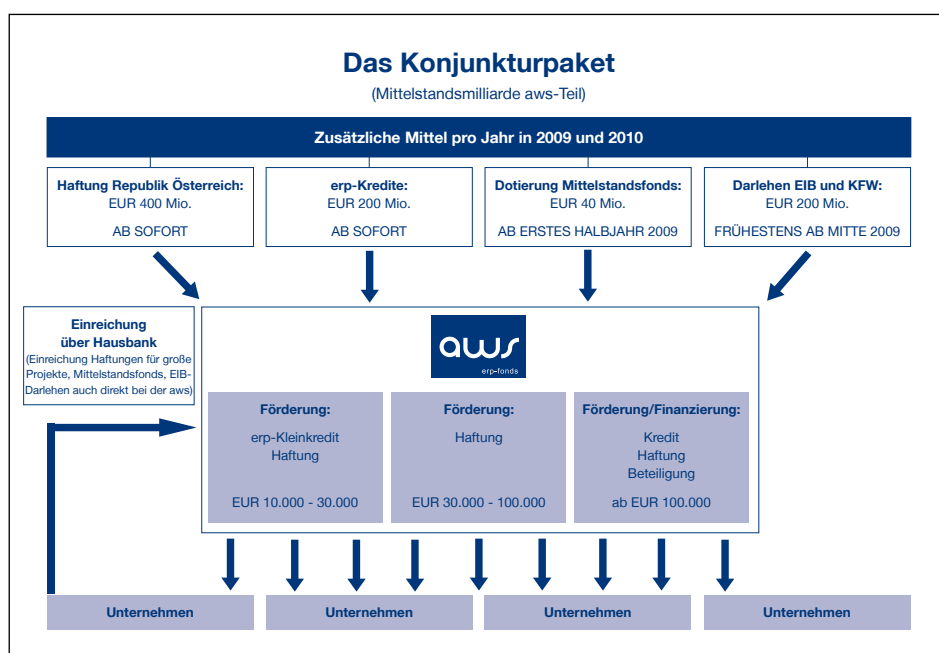 Das Konjunkturpaket
(Mittelstandsmilliarde aws-Teil)
Zusätzliche Mittel pro Jahr in 2009 und 2010
Haftung Republik Österreich:
EUR 400 Mio.
AB SOFORT
erp-Kredite:
EUR 200 Mio.
AB SOFORT
Dotierung Mittelstandsfonds:
EUR 40 Mio.
AB ERSTES HALBJAHR 2009
Darlehen EIB und KFW:
EUR 200 Mio.
FRÜHESTENS AB MITTE 2009
Einreichung
über Hausbank
(Einreichung Haftungen für große
Projekte, Mittelstandsfonds, EIB-
Darlehen auch direkt bei der aws)
aws
erp-fonds
Förderung:
erp-Kleinkredit
Haftung
EUR 10.000 - 30.000
Förderung:
Haftung
EUR 30.000 - 100.000
Förderung/Finanzierung:
Kredit
Haftung
Beteiligung
ab EUR 100.000
Unternehmen
Unternehmen
Unternehmen
Unternehmen